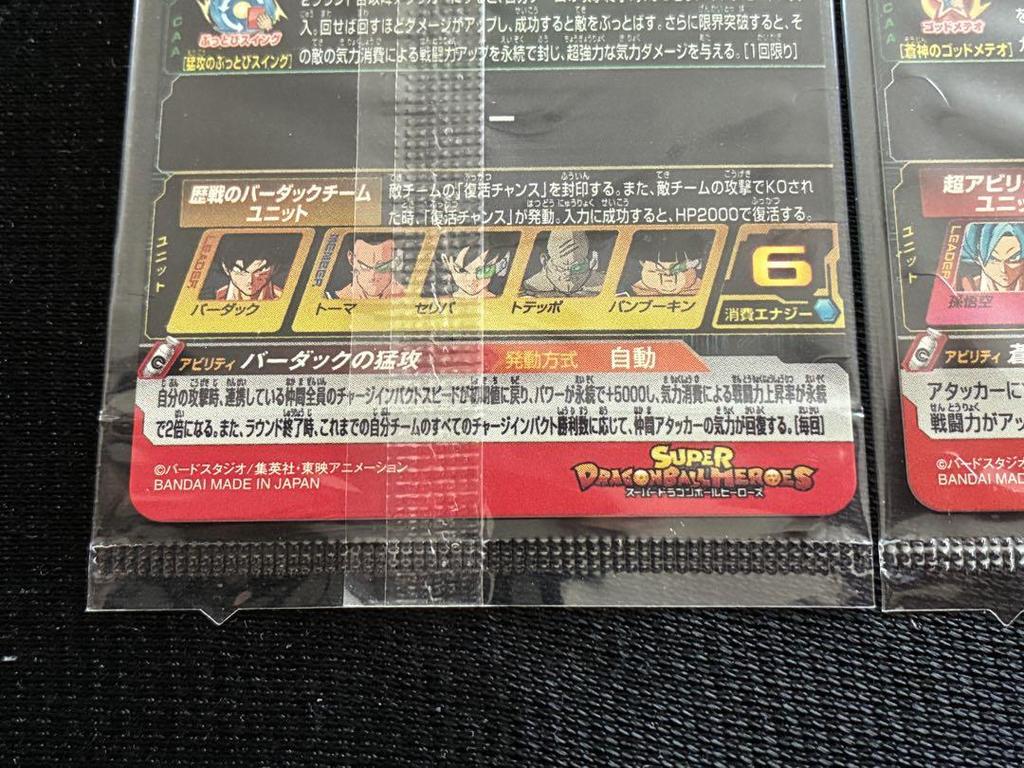 CAA
ぶっとびスイング
[猛攻のぶっとびスイング]
入。回せば回すほどダメージがアップし、成功すると敵をぶっとばす。さらに限界突破すると、そ
の敵の気力消費による戦闘力アップを永続で封じ、超強力な気力ダメージを与える。[1回限り]
ー
ユニット
歴戦のバーダックチーム
ユニット
敵チームの「復活チャンス」を封印する。また、敵チームの攻撃でKOされ
た時、「復活チャンス」が発動。入力に成功すると、HP2000で復活する。
LEADER
バーダック
MEMBER
トーマ
セリパ
トテッポ
パンブーキン
6
消費エナジー
アビリティ バーダックの猛攻
発動方式 自動
自分の攻撃時、連携している仲間全員のチャージインパクトスピードが初期値に戻り、パワーが永続で+5000し、気力消費による戦闘力上昇率が永続
で2倍になる。また、ラウンド終了時、これまでの自分チームのすべてのチャージインパクト勝利数に応じて、仲間アタッカーの気力が回復する。[毎回]
©バードスタジオ/集英社・東映アニメーション
BANDAI MADE IN JAPAN
SUPER
DRAGONBALL HEROES
スーパードラゴンボールヒーローズ
CAA
ゴッドメテオ
[蒼神のゴッドメテオ]
ユニット
超アビリ
ユニッ
LEADER
孫悟空
アビリティ 蒼
アタッカーに
戦闘力がアッ
©バード
BANDAI